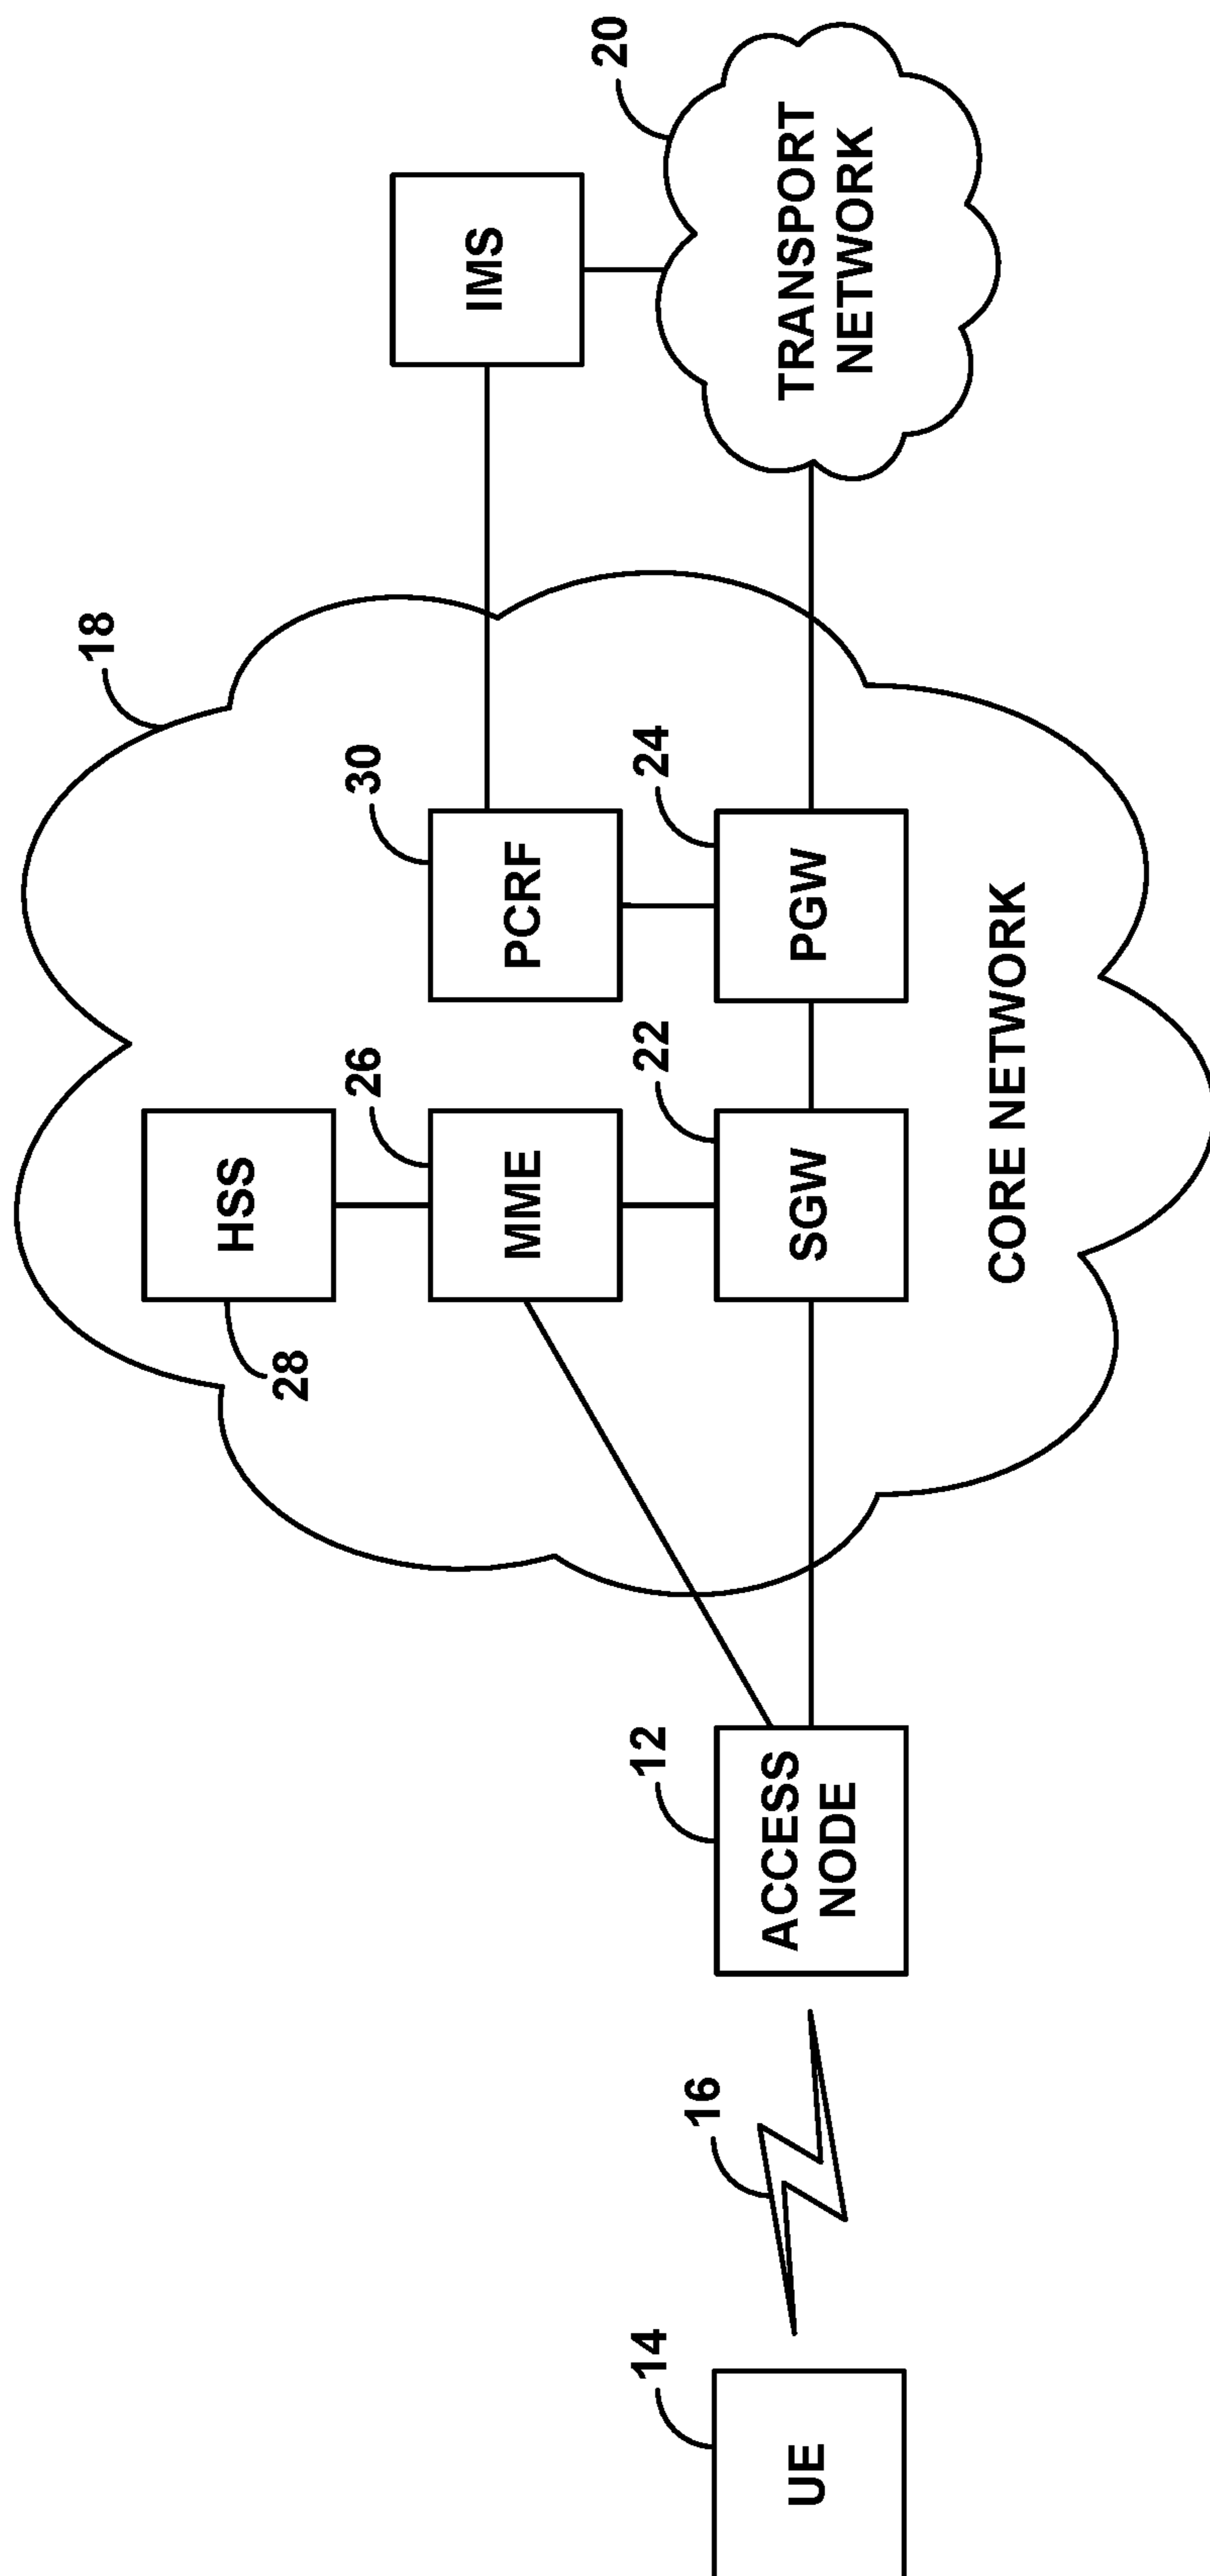 18
20
28
HSS
IMS
26
MME
30
PCRF
14
UE
16
12
ACCESS
NODE
22
SGW
24
PGW
TRANSPORT
NETWORK
CORE NETWORK